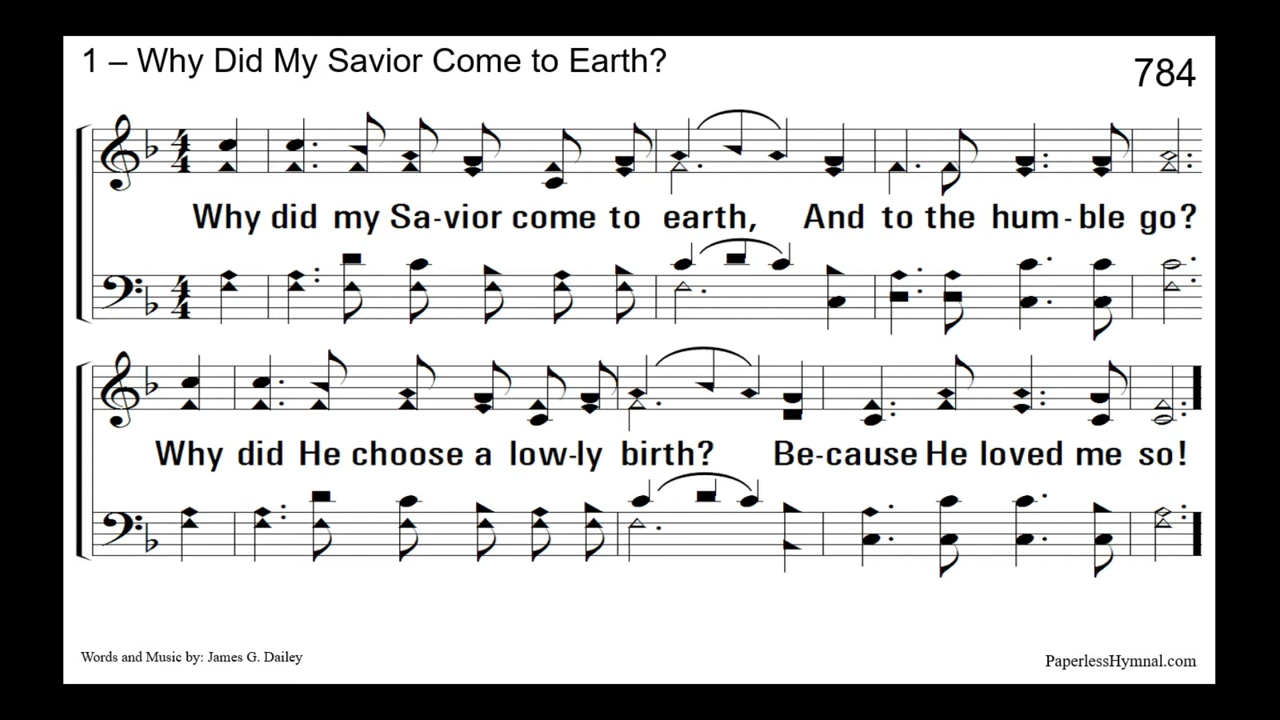 1 – Why Did My Savior Come to Earth?
784
Why did my Sa-vior come to earth, And to the hum-ble go?
Why did He choose a low-ly birth? Be-cause He loved me so!
Words and Music by: James G. Dailey
PaperlessHymnal.com